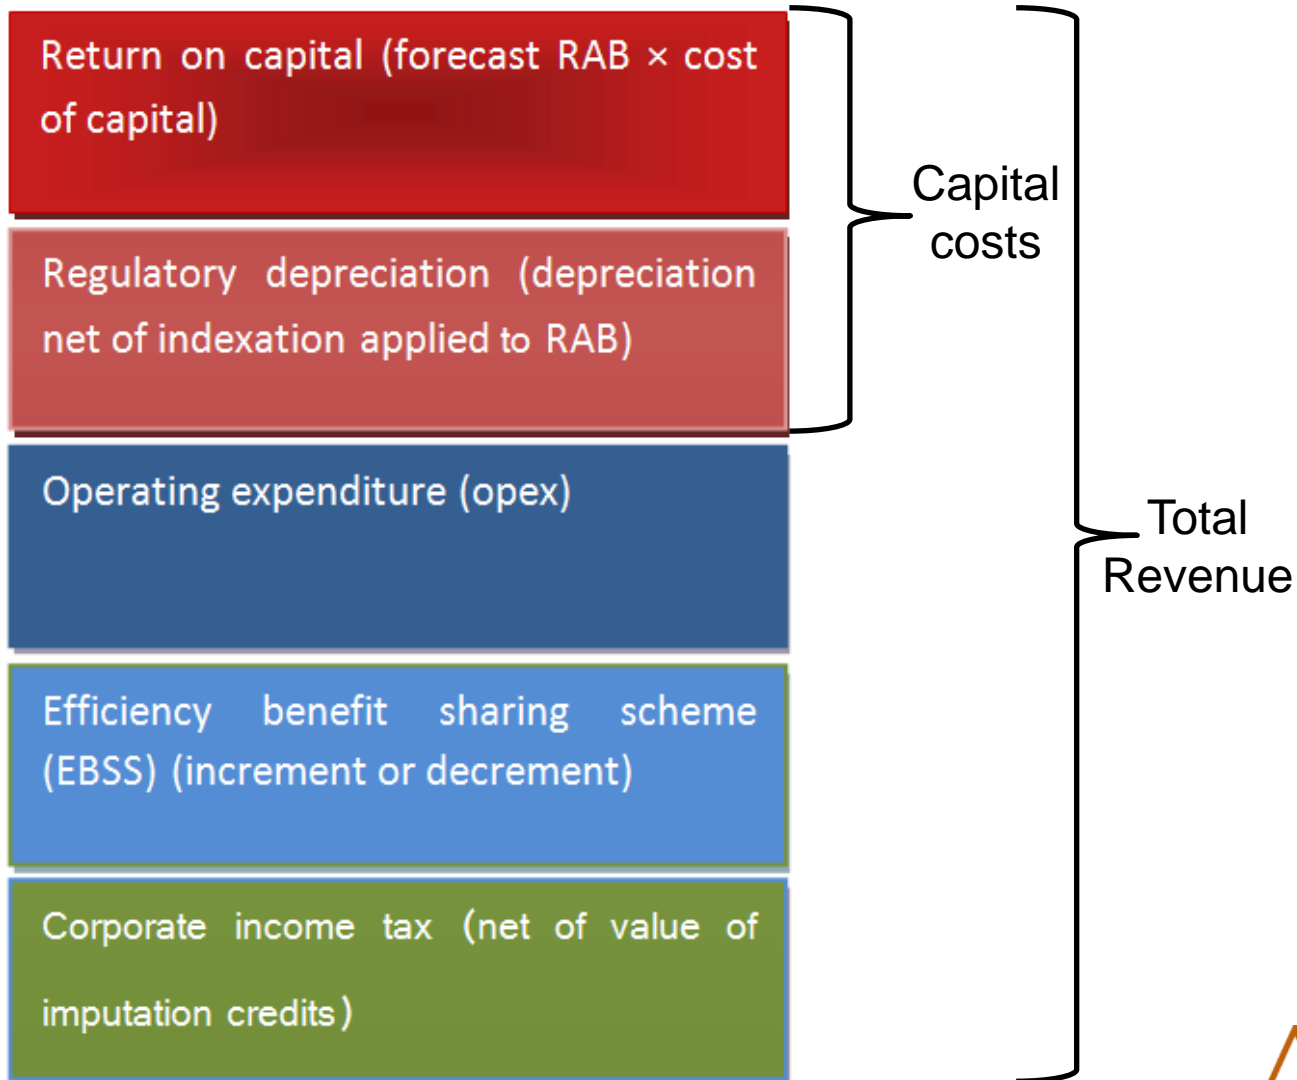 Return on capital (forecast RAB × cost
of capital)
Regulatory depreciation (depreciation
net of indexation applied to RAB)
Capital
costs
Operating expenditure (opex)
Total
Revenue
Efficiency benefit sharing scheme
(EBSS) (increment or decrement)
Corporate income tax (net of value of
imputation credits)